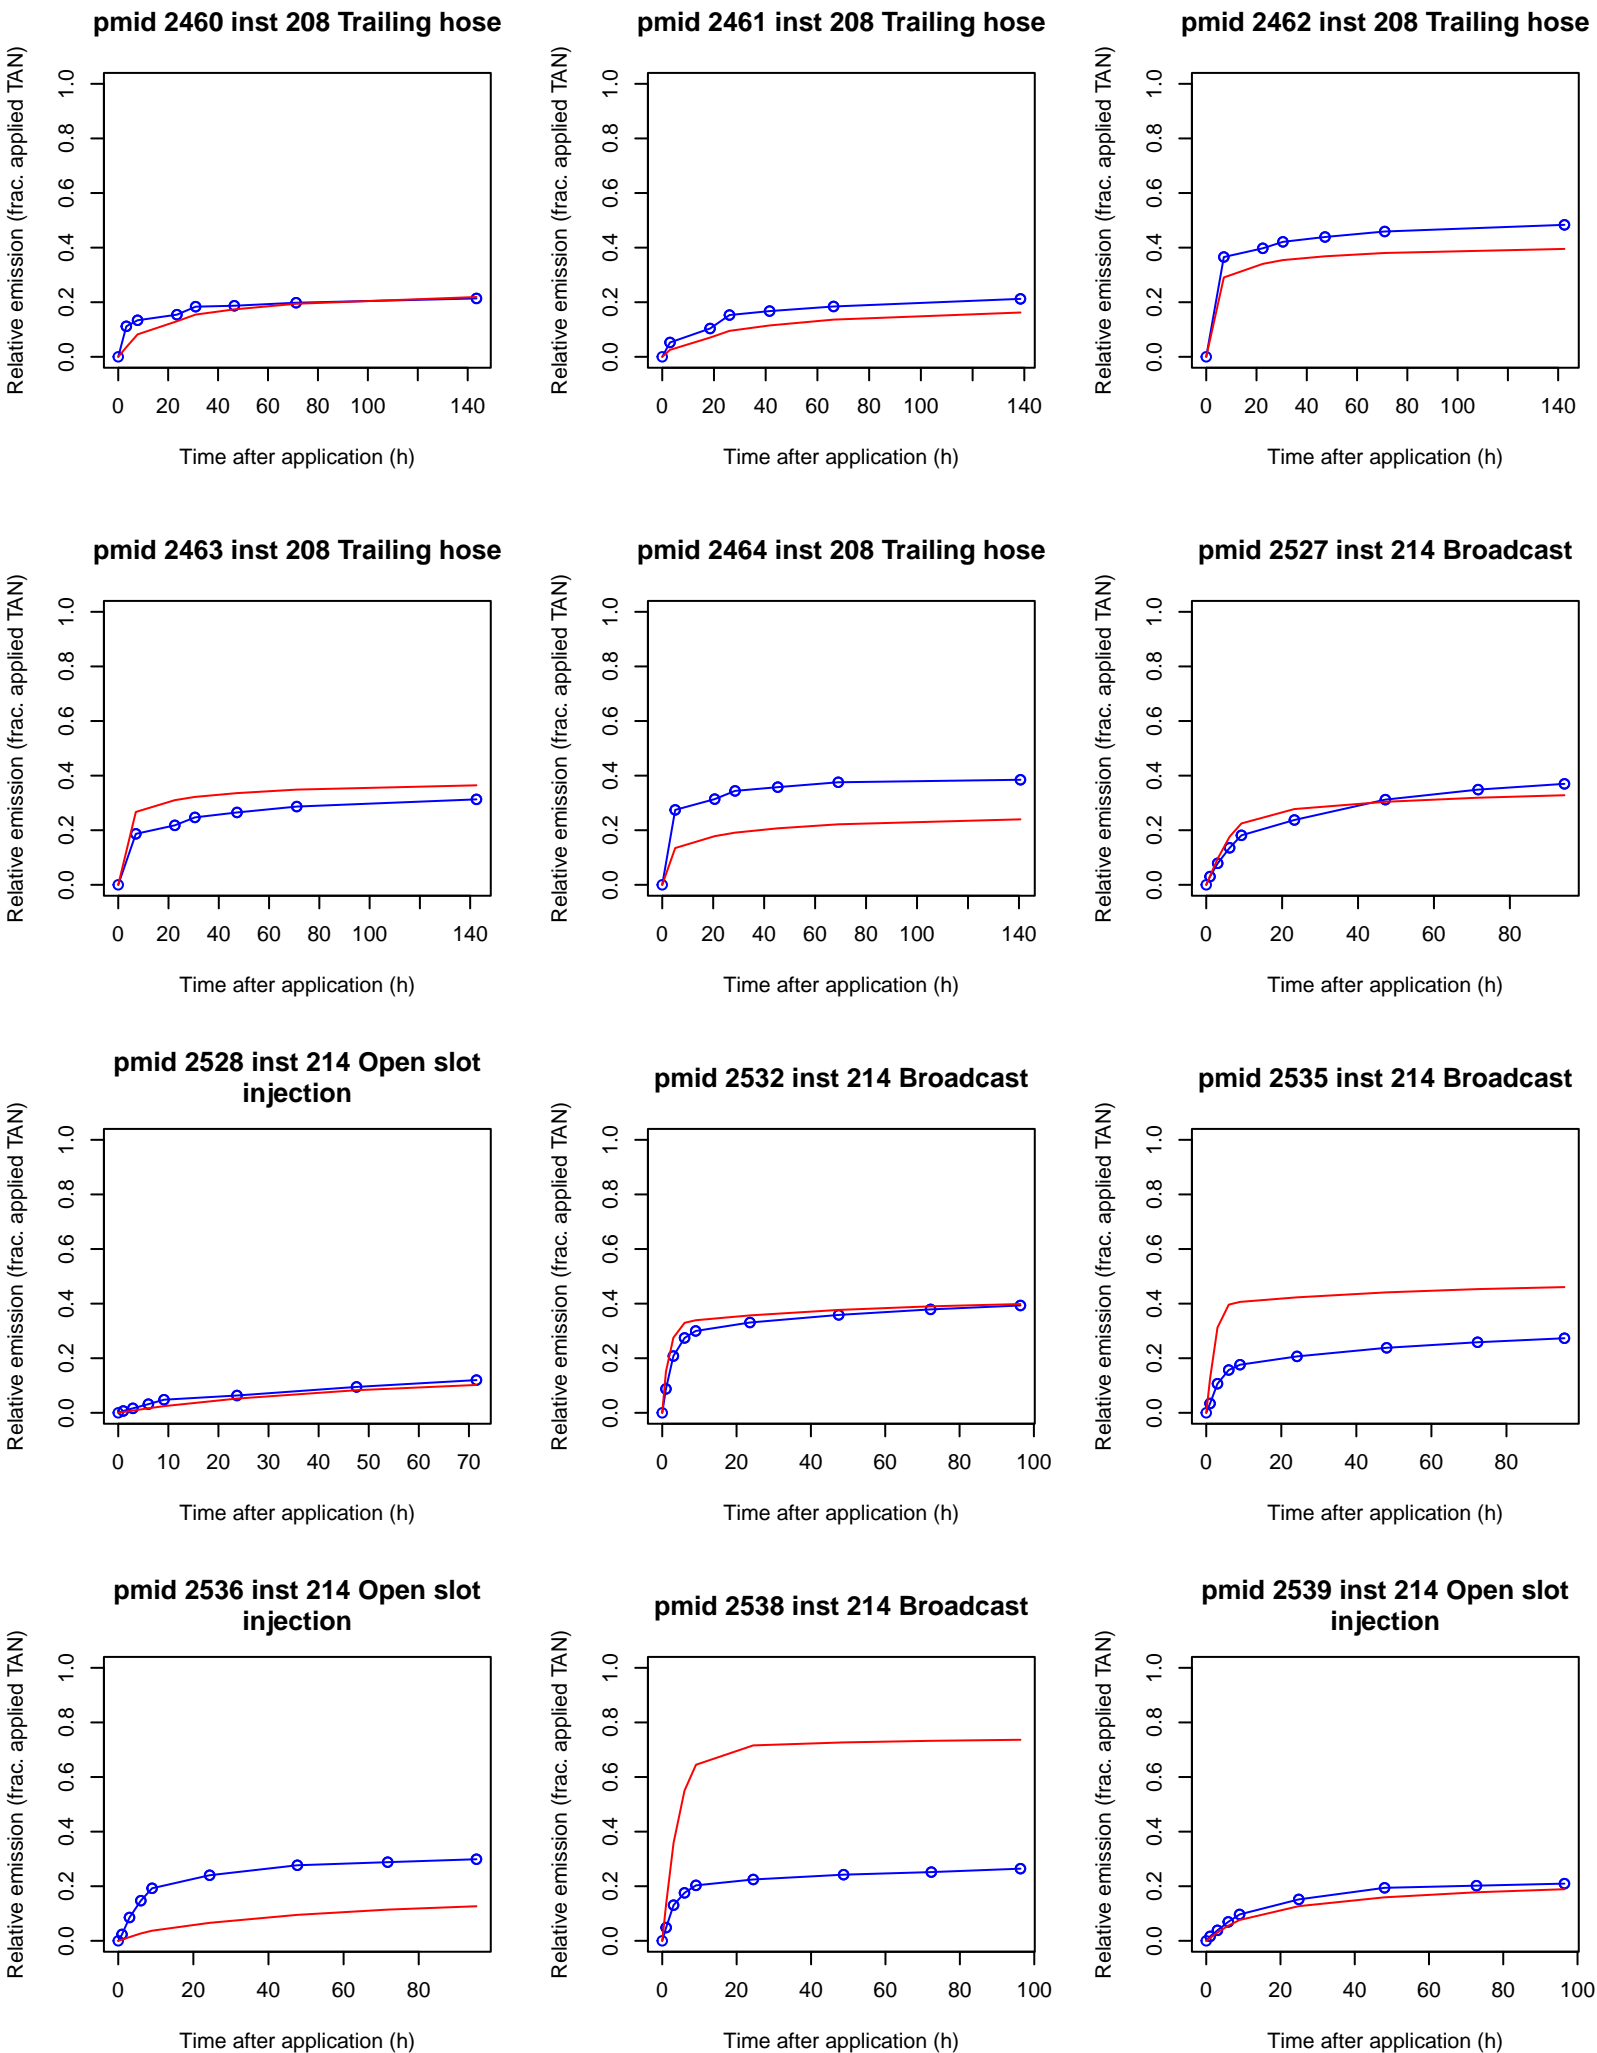 pmid 2460 inst 208 Trailing hose
Relative emission (frac. applied TAN)
1.0
0.8
0.6
0.4
0.2
0.0
0 20 40 60 80 100 140
Time after application (h)
pmid 2461 inst 208 Trailing hose
Relative emission (frac. applied TAN)
1.0
0.8
0.6
0.4
0.2
0.0
0 20 40 60 80 100 140
Time after application (h)
pmid 2462 inst 208 Trailing hose
Relative emission (frac. applied TAN)
1.0
0.8
0.6
0.4
0.2
0.0
0 20 40 60 80 100 140
Time after application (h)
pmid 2463 inst 208 Trailing hose
Relative emission (frac. applied TAN)
1.0
0.8
0.6
0.4
0.2
0.0
0 20 40 60 80 100 140
Time after application (h)
pmid 2464 inst 208 Trailing hose
Relative emission (frac. applied TAN)
1.0
0.8
0.6
0.4
0.2
0.0
0 20 40 60 80 100 140
Time after application (h)
pmid 2527 inst 214 Broadcast
Relative emission (frac. applied TAN)
1.0
0.8
0.6
0.4
0.2
0.0
0 20 40 60 80
Time after application (h)
pmid 2528 inst 214 Open slot
injection
Relative emission (frac. applied TAN)
1.0
0.8
0.6
0.4
0.2
0.0
0 10 20 30 40 50 60 70
Time after application (h)
pmid 2532 inst 214 Broadcast
Relative emission (frac. applied TAN)
1.0
0.8
0.6
0.4
0.2
0.0
0 20 40 60 80 100
Time after application (h)
pmid 2535 inst 214 Broadcast
Relative emission (frac. applied TAN)
1.0
0.8
0.6
0.4
0.2
0.0
0 20 40 60 80
Time after application (h)
pmid 2536 inst 214 Open slot
injection
Relative emission (frac. applied TAN)
1.0
0.8
0.6
0.4
0.2
0.0
0 20 40 60 80
Time after application (h)
pmid 2538 inst 214 Broadcast
Relative emission (frac. applied TAN)
1.0
0.8
0.6
0.4
0.2
0.0
0 20 40 60 80 100
Time after application (h)
pmid 2539 inst 214 Open slot
injection
Relative emission (frac. applied TAN)
1.0
0.8
0.6
0.4
0.2
0.0
0 20 40 60 80 100
Time after application (h)